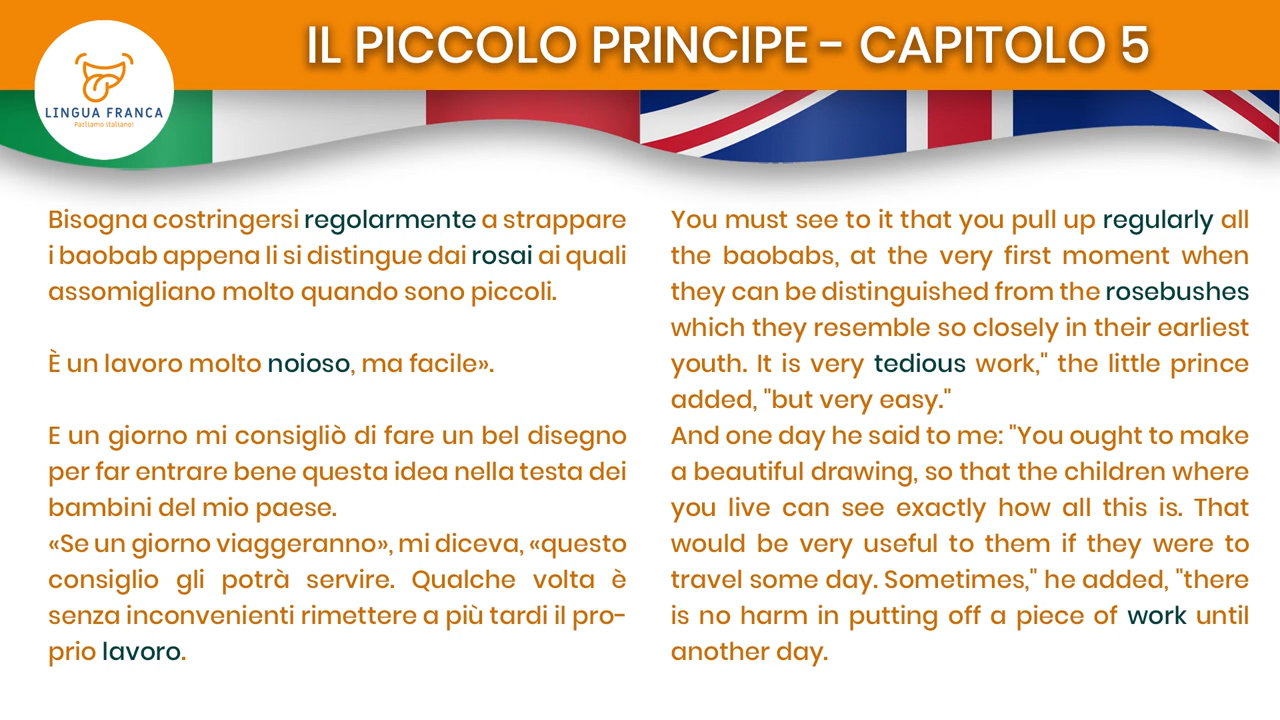 IL PICCOLO PRINCIPE - CAPITOLO 5
LINGUA FRANCA
Parliamo Italiano!
Bisogna costringersi regolarmente a strappare
i baobab appena li si distingue dai rosai ai quali
assomigliano molto quando sono piccoli.
È un lavoro molto noioso, ma facile».
E un giorno mi consigliò di fare un bel disegno
per far entrare bene questa idea nella testa dei
bambini del mio paese.
«Se un giorno viaggeranno», mi diceva, «questo
consiglio gli potrà servire. Qualche volta è
senza inconvenienti rimettere a più tardi il pro-
prio lavoro.
You must see to it that you pull up regularly all
the baobabs, at the very first moment when
they can be distinguished from the rosebushes
which they resemble so closely in their earliest
youth. It is very tedious work," the little prince
added, "but very easy."
And one day he said to me: "You ought to make
a beautiful drawing, so that the children where
you live can see exactly how all this is. That
would be very useful to them if they were to
travel some day. Sometimes," he added, "there
is no harm in putting off a piece of work until
another day.